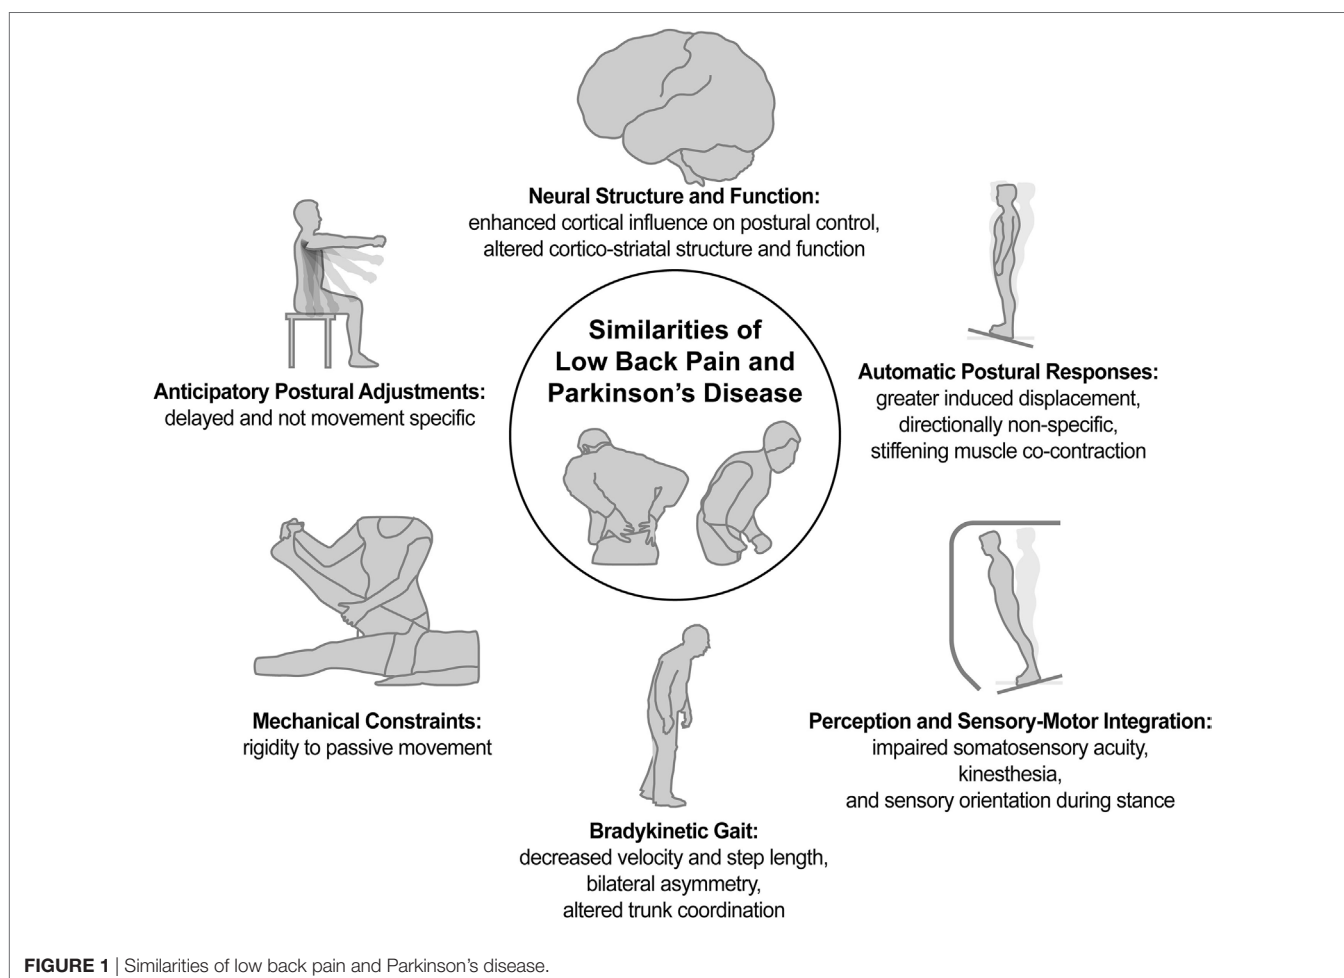 Neural Structure and Function:
enhanced cortical influence on postural control,
altered cortico-striatal structure and function
Anticipatory Postural Adjustments:
delayed and not movement specific
Similarities of
Low Back Pain and
Parkinson's Disease
Automatic Postural Responses:
greater induced displacement,
directionally non-specific,
stiffening muscle co-contraction
Mechanical Constraints:
rigidity to passive movement
Perception and Sensory-Motor Integration:
impaired somatosensory acuity,
kinesthesia,
and sensory orientation during stance
Bradykinetic Gait:
decreased velocity and step length,
bilateral asymmetry,
altered trunk coordination
FIGURE 1 | Similarities of low back pain and Parkinson's disease.